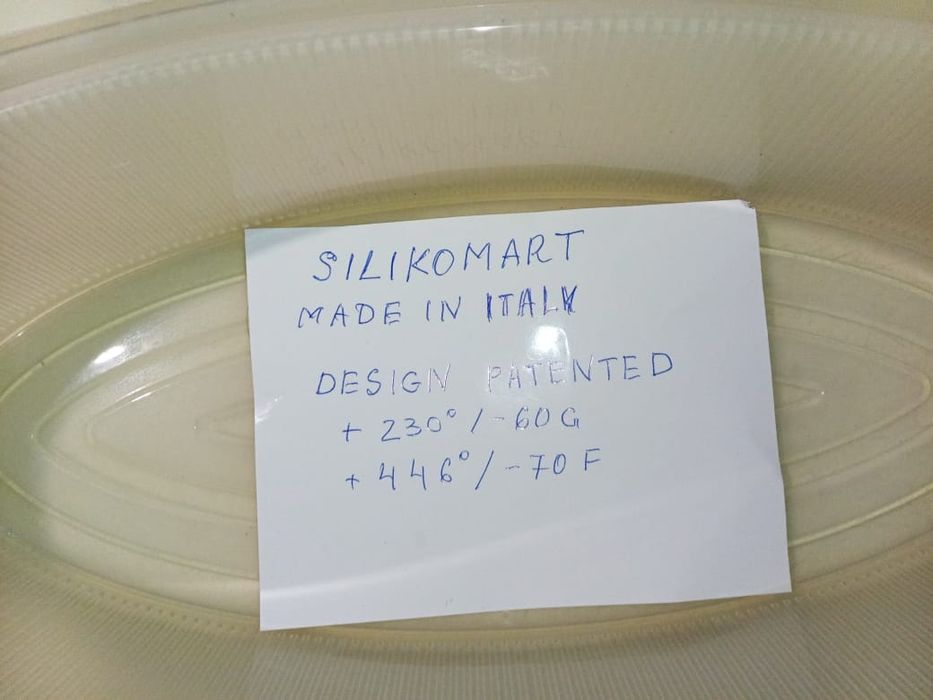 SILIKOMART
MADE IN ITALY
DESIGN PATENTED
+ 230° / - 60 G
+ 446° / - 70 F